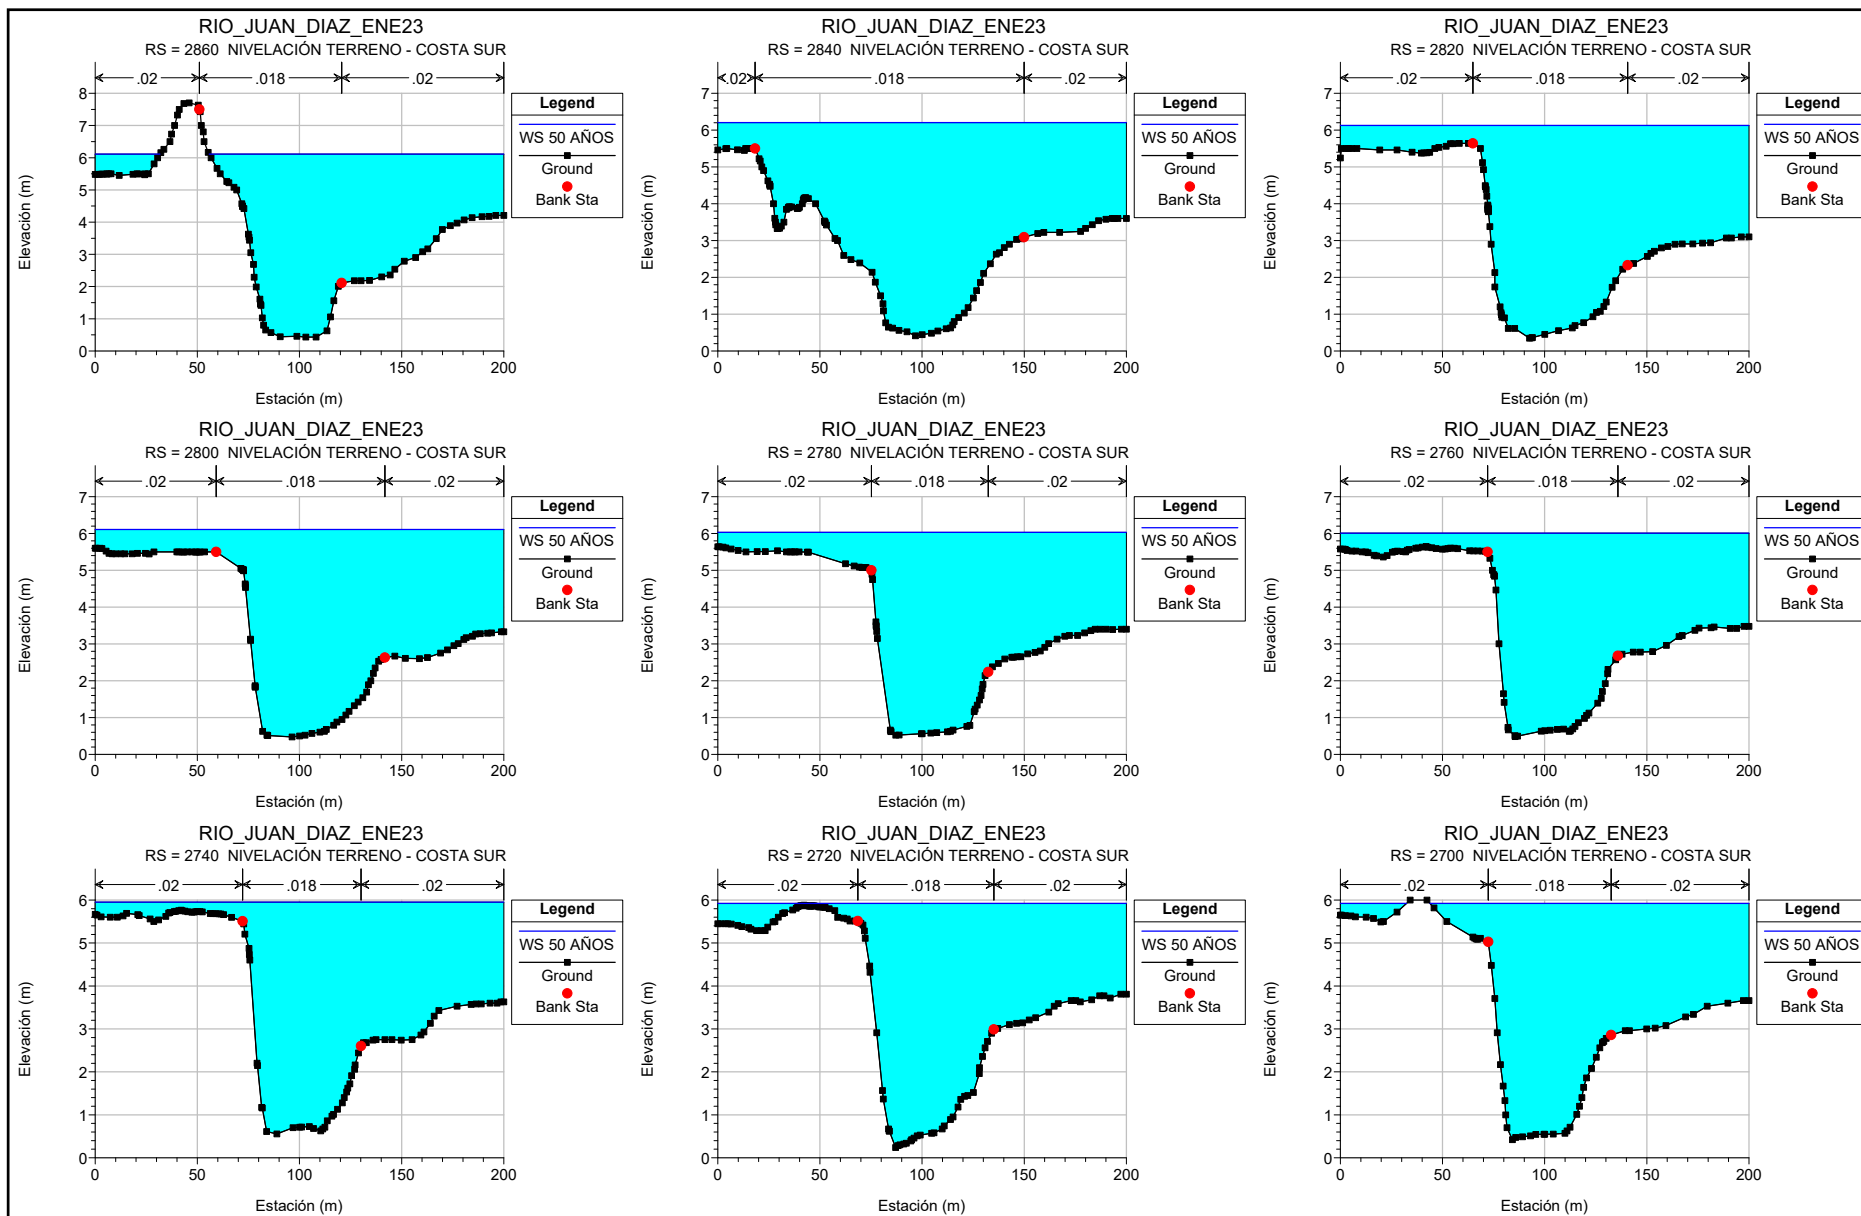 RIO_JUAN_DIAZ_ENE23
RS = 2860 NIVELACIÓN TERRENO - COSTA SUR
.02 .018 .02
8
7
6
5
4
3
2
1
0
0 50 100 150 200
Elevación (m)
Estación (m)
Legend
WS 50 AÑOS
Ground
Bank Sta
RIO_JUAN_DIAZ_ENE23
RS = 2840 NIVELACIÓN TERRENO - COSTA SUR
.02 .018 .02
7
6
5
4
3
2
1
0
0 50 100 150 200
Elevación (m)
Estación (m)
Legend
WS 50 AÑOS
Ground
Bank Sta
RIO_JUAN_DIAZ_ENE23
RS = 2820 NIVELACIÓN TERRENO - COSTA SUR
.02 .018 .02
7
6
5
4
3
2
1
0
0 50 100 150 200
Elevación (m)
Estación (m)
Legend
WS 50 AÑOS
Ground
Bank Sta
RIO_JUAN_DIAZ_ENE23
RS = 2800 NIVELACIÓN TERRENO - COSTA SUR
.02 .018 .02
7
6
5
4
3
2
1
0
0 50 100 150 200
Elevación (m)
Estación (m)
Legend
WS 50 AÑOS
Ground
Bank Sta
RIO_JUAN_DIAZ_ENE23
RS = 2780 NIVELACIÓN TERRENO - COSTA SUR
.02 .018 .02
7
6
5
4
3
2
1
0
0 50 100 150 200
Elevación (m)
Estación (m)
Legend
WS 50 AÑOS
Ground
Bank Sta
RIO_JUAN_DIAZ_ENE23
RS = 2760 NIVELACIÓN TERRENO - COSTA SUR
.02 .018 .02
7
6
5
4
3
2
1
0
0 50 100 150 200
Elevación (m)
Estación (m)
Legend
WS 50 AÑOS
Ground
Bank Sta
RIO_JUAN_DIAZ_ENE23
RS = 2740 NIVELACIÓN TERRENO - COSTA SUR
.02 .018 .02
6
5
4
3
2
1
0
0 50 100 150 200
Elevación (m)
Estación (m)
Legend
WS 50 AÑOS
Ground
Bank Sta
RIO_JUAN_DIAZ_ENE23
RS = 2720 NIVELACIÓN TERRENO - COSTA SUR
.02 .018 .02
6
5
4
3
2
1
0
0 50 100 150 200
Elevación (m)
Estación (m)
Legend
WS 50 AÑOS
Ground
Bank Sta
RIO_JUAN_DIAZ_ENE23
RS = 2700 NIVELACIÓN TERRENO - COSTA SUR
.02 .018 .02
6
5
4
3
2
1
0
0 50 100 150 200
Elevación (m)
Estación (m)
Legend
WS 50 AÑOS
Ground
Bank Sta